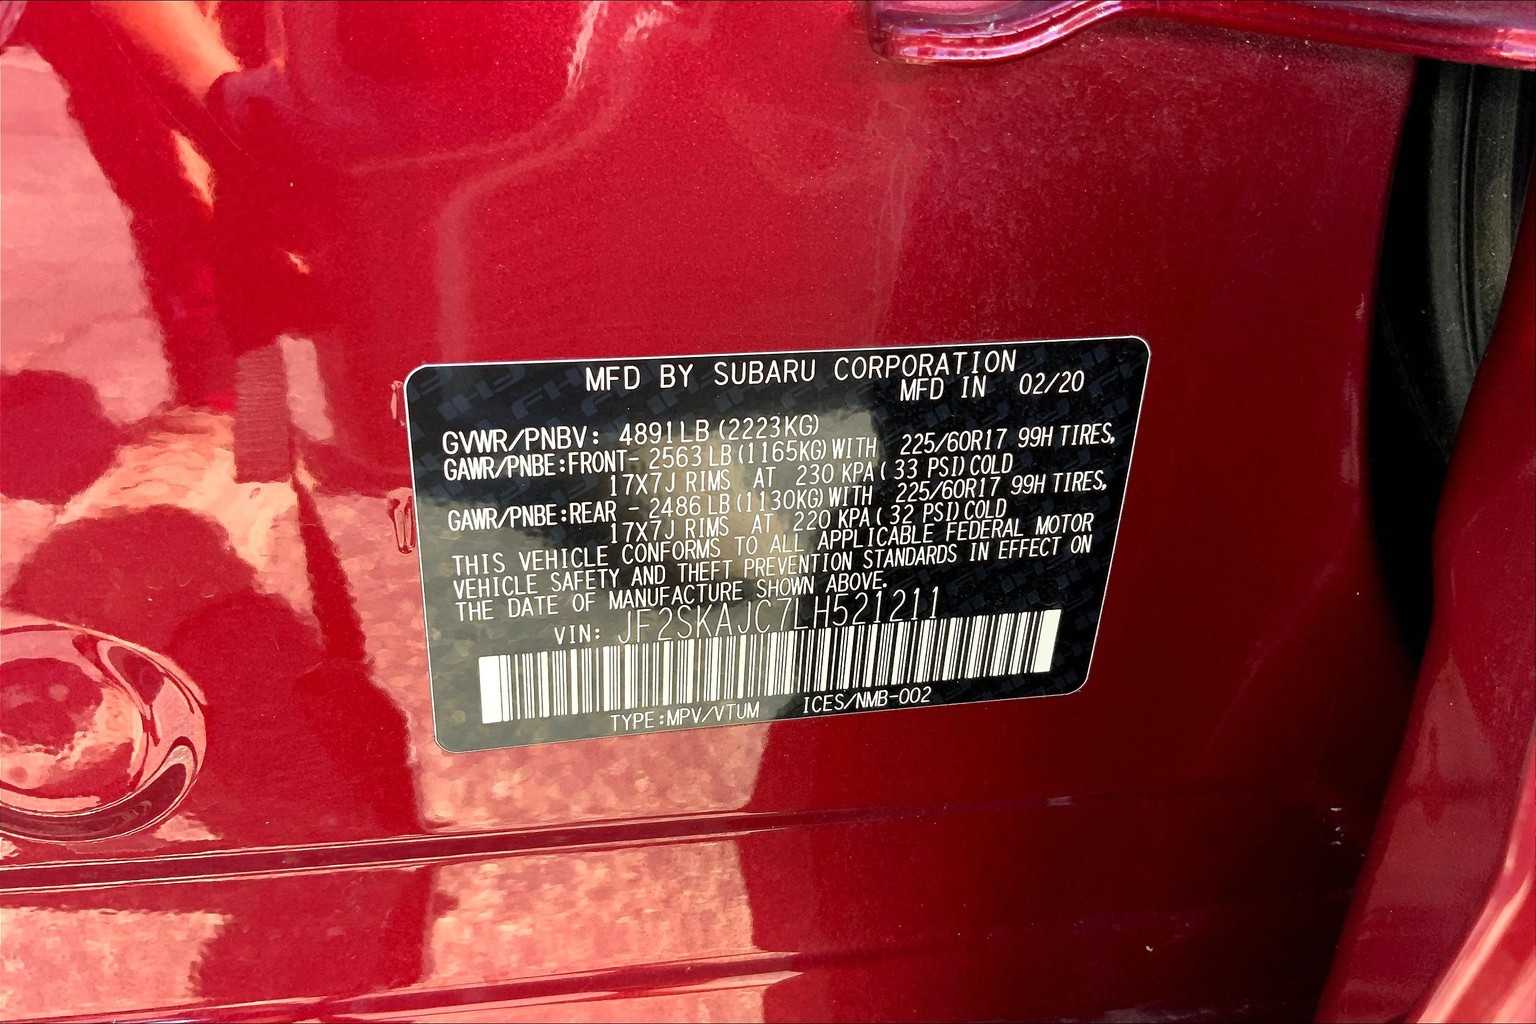 MFD BY SUBARU CORPORATION
MFD IN 02/20
GVWR/PNBV: 4891LB (2223KG)
GAWR/PNBE:FRONT- 2563 LB (1165KG) WITH 225/60R17 99H TIRES,
17X7J RIMS AT 230 KPA ( 33 PSI) COLD
GAWR/PNBE:REAR - 2486 LB (1130KG) WITH 225/60R17 99H TIRES,
17X7J RIMS AT 220 KPA ( 32 PSI) COLD
THIS VEHICLE CONFORMS TO ALL APPLICABLE FEDERAL MOTOR
VEHICLE SAFETY AND THEFT PREVENTION STANDARDS IN EFFECT ON
THE DATE OF MANUFACTURE SHOWN ABOVE.
VIN: JF2SKAJC7LH521211
TYPE:MPV/VTUM ICES/NMB-002